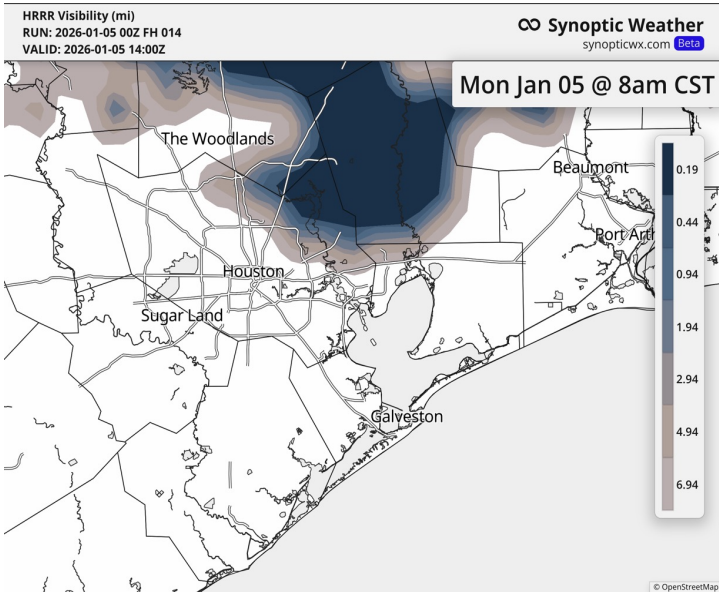 HRRR Visibility (mi)
RUN: 2026-01-05 00Z FH 014
VALID: 2026-01-05 14:00Z
Synoptic Weather
synopticwx.com Beta
Mon Jan 05 @ 8am CST
The Woodlands
Beaumont
Port Arth
Houston
Sugar Land
Galveston
0.19
0.44
0.94
1.94
2.94
4.94
6.94
© OpenStreetMap